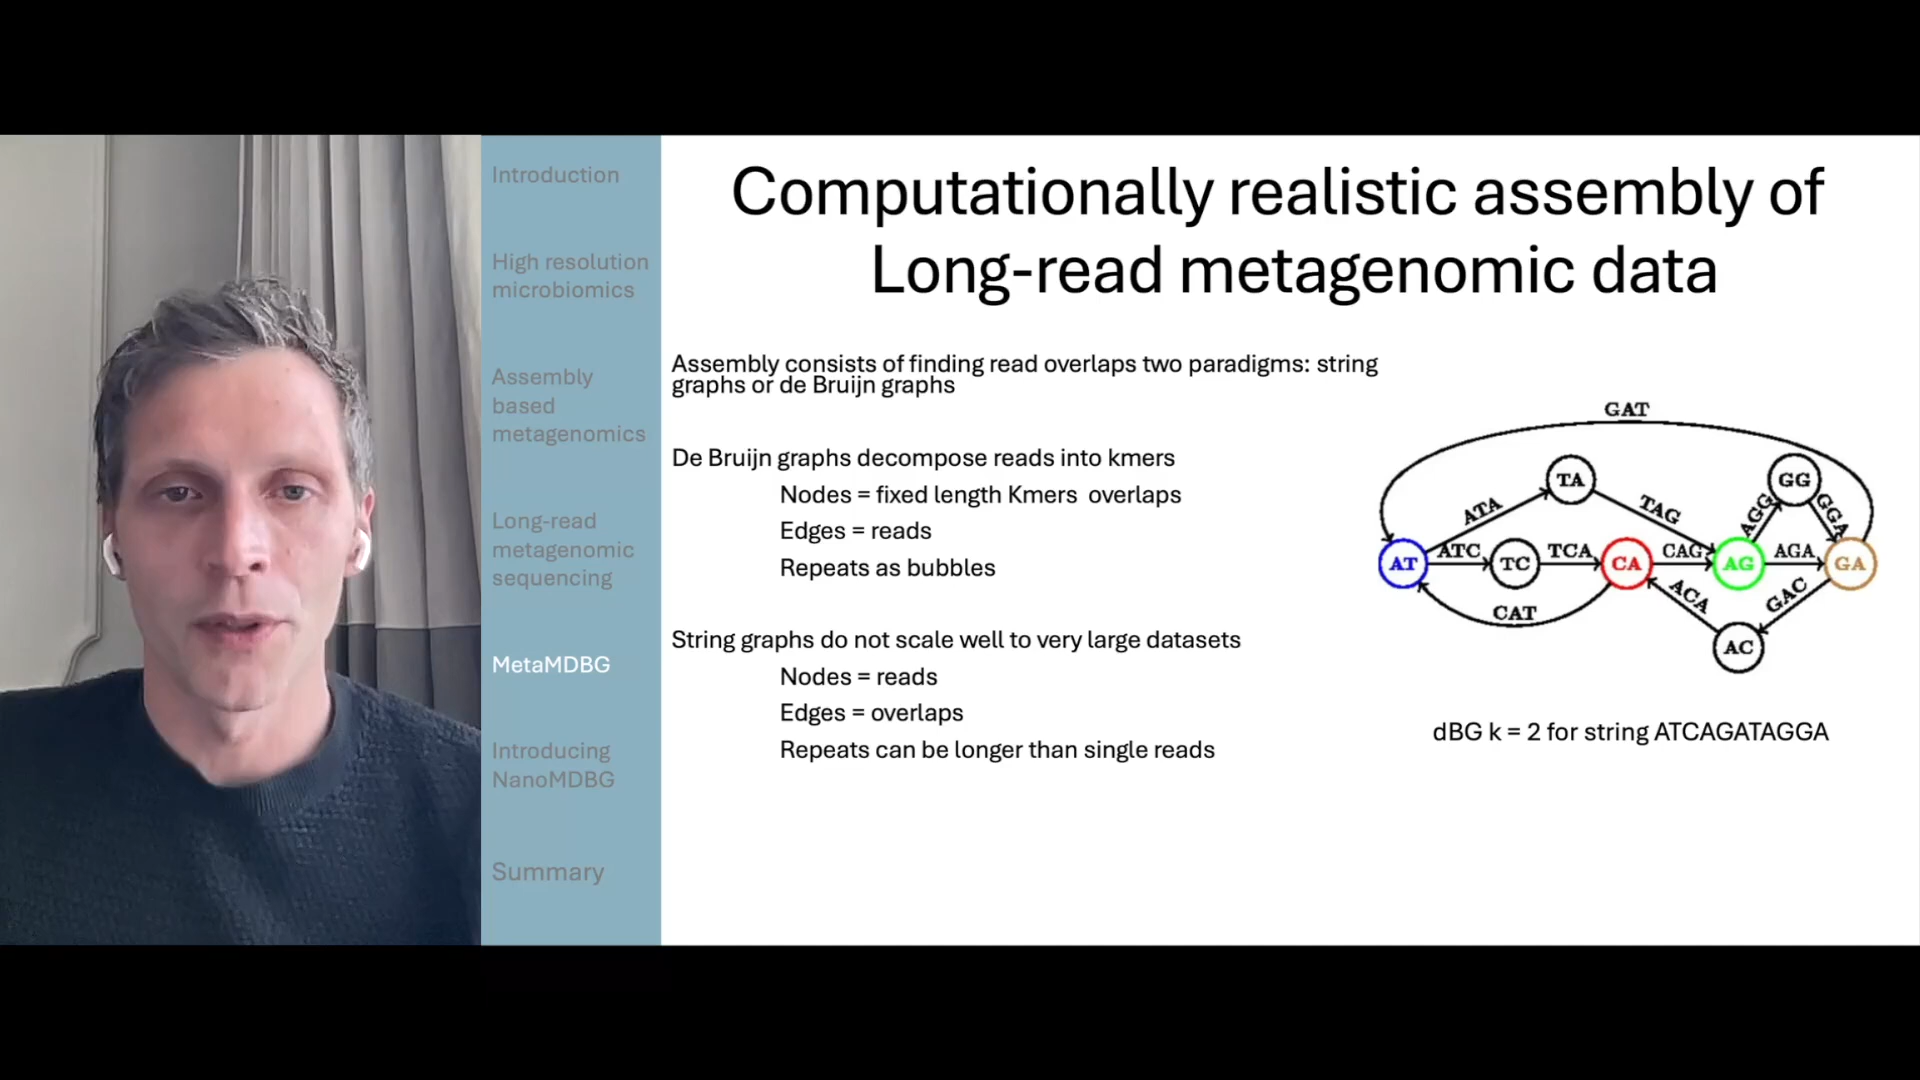 Introduction
High resolution
microbiomics
Assembly
based
metagenomics
Long-read
metagenomic
sequencing
MetaMDBG
Introducing
NanoMDBG
Summary
Computationally realistic assembly of
Long-read metagenomic data
Assembly consists of finding read overlaps two paradigms: string
graphs or de Bruijn graphs
De Bruijn graphs decompose reads into kmers
Nodes = fixed length Kmers overlaps
Edges = reads
Repeats as bubbles
String graphs do not scale well to very large datasets
Nodes = reads
Edges = overlaps
Repeats can be longer than single reads
GAT
TA
GG
ATA
TAG
AGG
GGA
AT
ATC
TC
TCA
CA
CAG
AG
AGA
GA
CAT
ACA
GAC
AC
dBG k = 2 for string ATCAGATAGGA